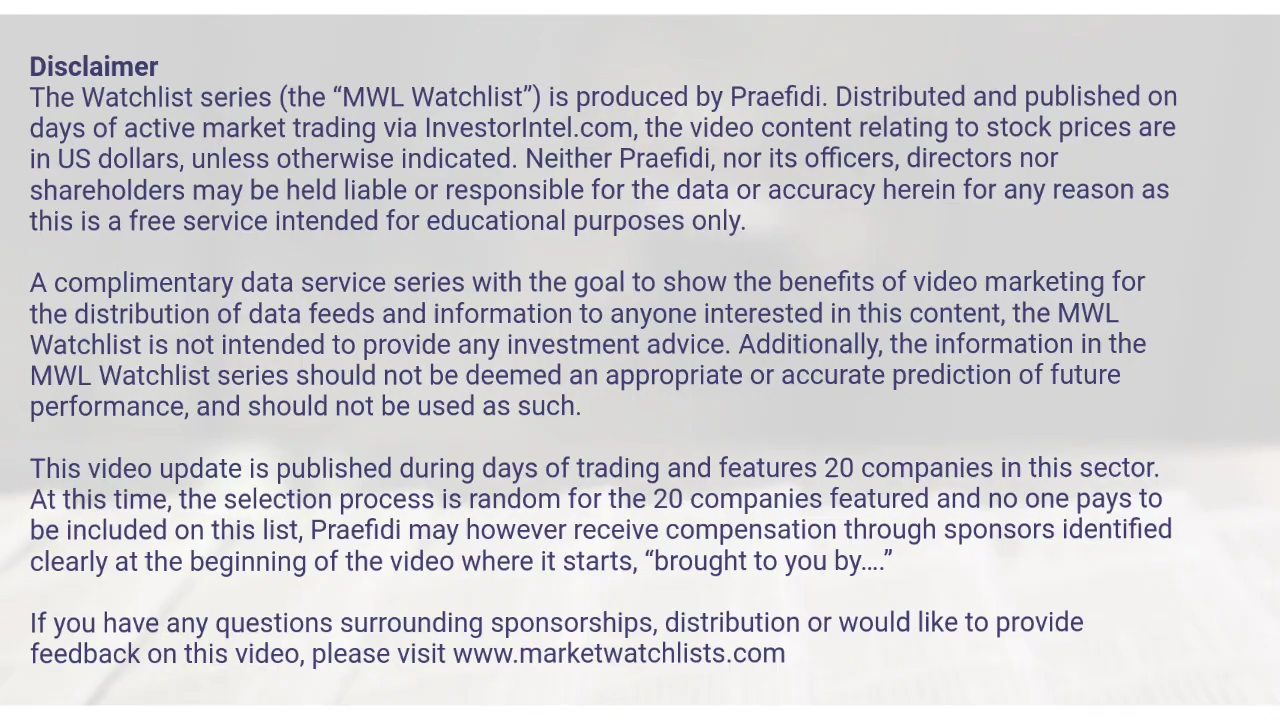 Disclaimer
The Watchlist series (the “MWL Watchlist”) is produced by Praefidi. Distributed and published on
days of active market trading via InvestorIntel.com, the video content relating to stock prices are
in US dollars, unless otherwise indicated. Neither Praefidi, nor its officers, directors nor
shareholders may be held liable or responsible for the data or accuracy herein for any reason as
this is a free service intended for educational purposes only.
A complimentary data service series with the goal to show the benefits of video marketing for
the distribution of data feeds and information to anyone interested in this content, the MWL
Watchlist is not intended to provide any investment advice. Additionally, the information in the
MWL Watchlist series should not be deemed an appropriate or accurate prediction of future
performance, and should not be used as such.
This video update is published during days of trading and features 20 companies in this sector.
At this time, the selection process is random for the 20 companies featured and no one pays to
be included on this list, Praefidi may however receive compensation through sponsors identified
clearly at the beginning of the video where it starts, “brought to you by....”
If you have any questions surrounding sponsorships, distribution or would like to provide
feedback on this video, please visit www.marketwatchlists.com